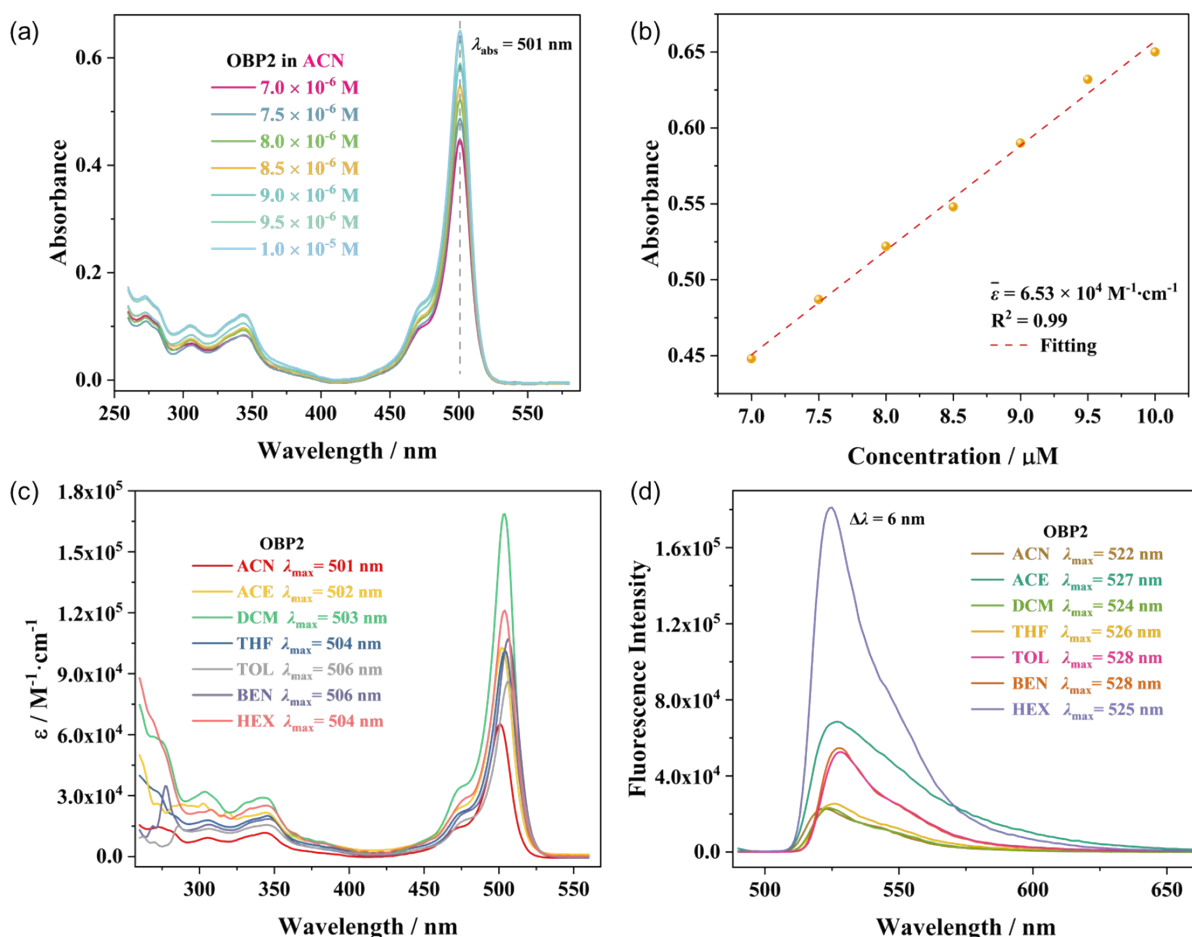 (a)
OBP2 in ACN
7.0 × 10⁻⁶ M
7.5 × 10⁻⁶ M
8.0 × 10⁻⁶ M
8.5 × 10⁻⁶ M
9.0 × 10⁻⁶ M
9.5 × 10⁻⁶ M
1.0 × 10⁻⁵ M
λabs = 501 nm
Absorbance
0.6
0.4
0.2
0.0
250 300 350 400 450 500 550
Wavelength / nm
(b)
Absorbance
0.65
0.60
0.55
0.50
0.45
ε̅ = 6.53 × 10⁴ M⁻¹·cm⁻¹
R² = 0.99
Fitting
7.0 7.5 8.0 8.5 9.0 9.5 10.0
Concentration / μM
(c)
ε / M⁻¹·cm⁻¹
1.8x10⁵
1.5x10⁵
1.2x10⁵
9.0x10⁴
6.0x10⁴
3.0x10⁴
0.0
OBP2
ACN λmax= 501 nm
ACE λmax= 502 nm
DCM λmax= 503 nm
THF λmax= 504 nm
TOL λmax= 506 nm
BEN λmax= 506 nm
HEX λmax= 504 nm
300 350 400 450 500 550
Wavelength / nm
(d)
Fluorescence Intensity
1.6x10⁵
1.2x10⁵
8.0x10⁴
4.0x10⁴
0.0
Δλ = 6 nm
OBP2
ACN λmax= 522 nm
ACE λmax= 527 nm
DCM λmax= 524 nm
THF λmax= 526 nm
TOL λmax= 528 nm
BEN λmax= 528 nm
HEX λmax= 525 nm
500 550 600 650
Wavelength / nm